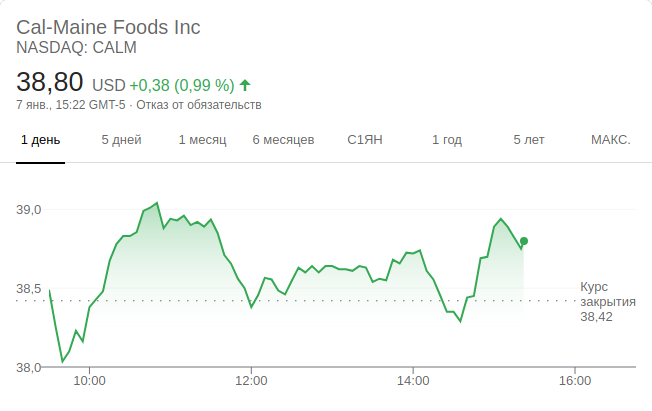 Cal-Maine Foods Inc
NASDAQ: CALM
38,80 USD +0,38 (0,99 %)
7 янв., 15:22 GMT-5 · Отказ от обязательств
1 день 5 дней 1 месяц 6 месяцев С1ЯН 1 год 5 лет МАКС.
39,0
38,5
Курс
закрытия
38,42
38,0
10:00 12:00 14:00 16:00